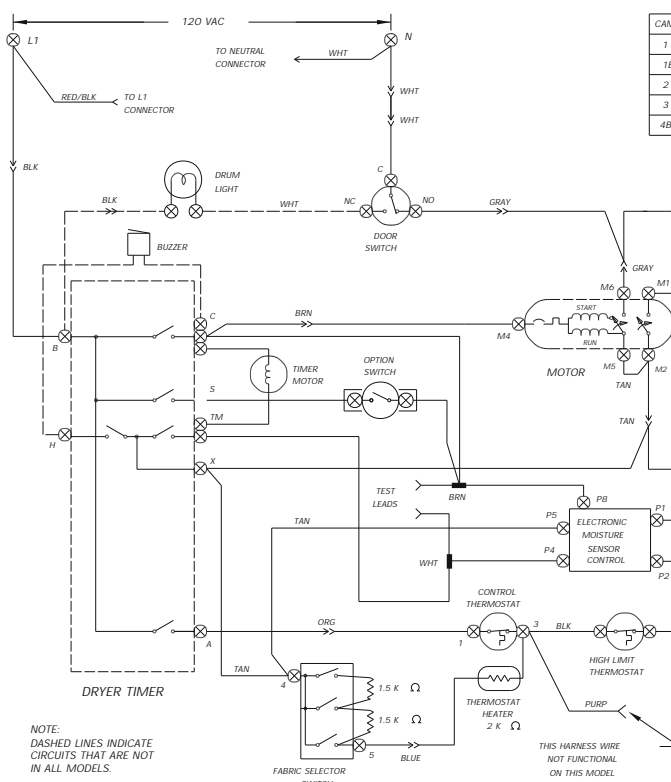 120 VAC
L1
N
CAM
1
1B
2
3
4B
TO NEUTRAL
CONNECTOR
WHT
RED/BLK
TO L1
CONNECTOR
WHT
WHT
BLK
C
DRUM
LIGHT
BLK
WHT
NC
NO
GRAY
DOOR
SWITCH
BUZZER
GRAY
M6
M1
START
C
BRN
M4
RUN
B
MOTOR
M5
M2
TIMER
MOTOR
OPTION
SWITCH
TAN
S
TM
TAN
H
X
TEST
LEADS
BRN
P8
P5
P1
TAN
ELECTRONIC
MOISTURE
SENSOR
CONTROL
P4
WHT
P2
CONTROL
THERMOSTAT
ORG
3
BLK
A
1
HIGH LIMIT
THERMOSTAT
TAN
4
DRYER TIMER
1.5 K Ω
THERMOSTAT
HEATER
2 K Ω
PURP
1.5 K Ω
NOTE:
DASHED LINES INDICATE
CIRCUITS THAT ARE NOT
IN ALL MODELS.
5
BLUE
THIS HARNESS WIRE
NOT FUNCTIONAL
ON THIS MODEL
FABRIC SELECTOR